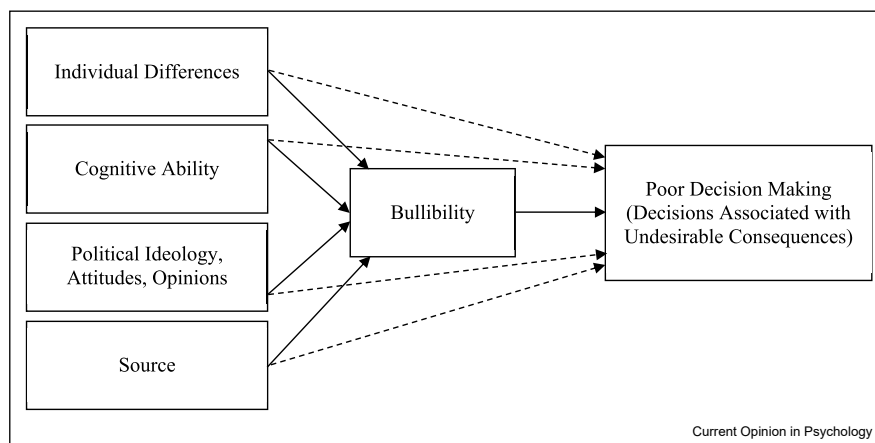 Individual Differences
Cognitive Ability
Political Ideology,
Attitudes, Opinions
Source
Bullibility
Poor Decision Making
(Decisions Associated with
Undesirable Consequences)
Current Opinion in Psychology